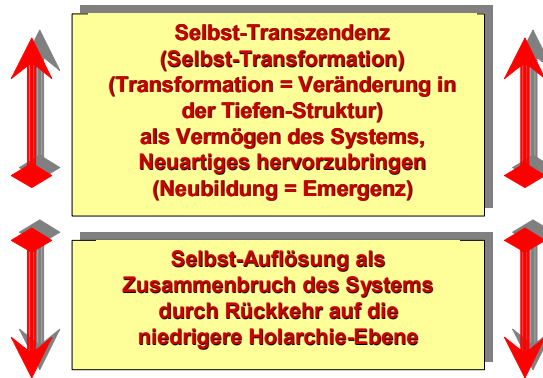 Selbst-Transzendenz
(Selbst-Transformation)
(Transformation = Veränderung in
der Tiefen-Struktur)
als Vermögen des Systems,
Neuartiges hervorzubringen
(Neubildung = Emergenz)
Selbst-Auflösung als
Zusammenbruch des Systems
durch Rückkehr auf die
niedrigere Holarchie-Ebene